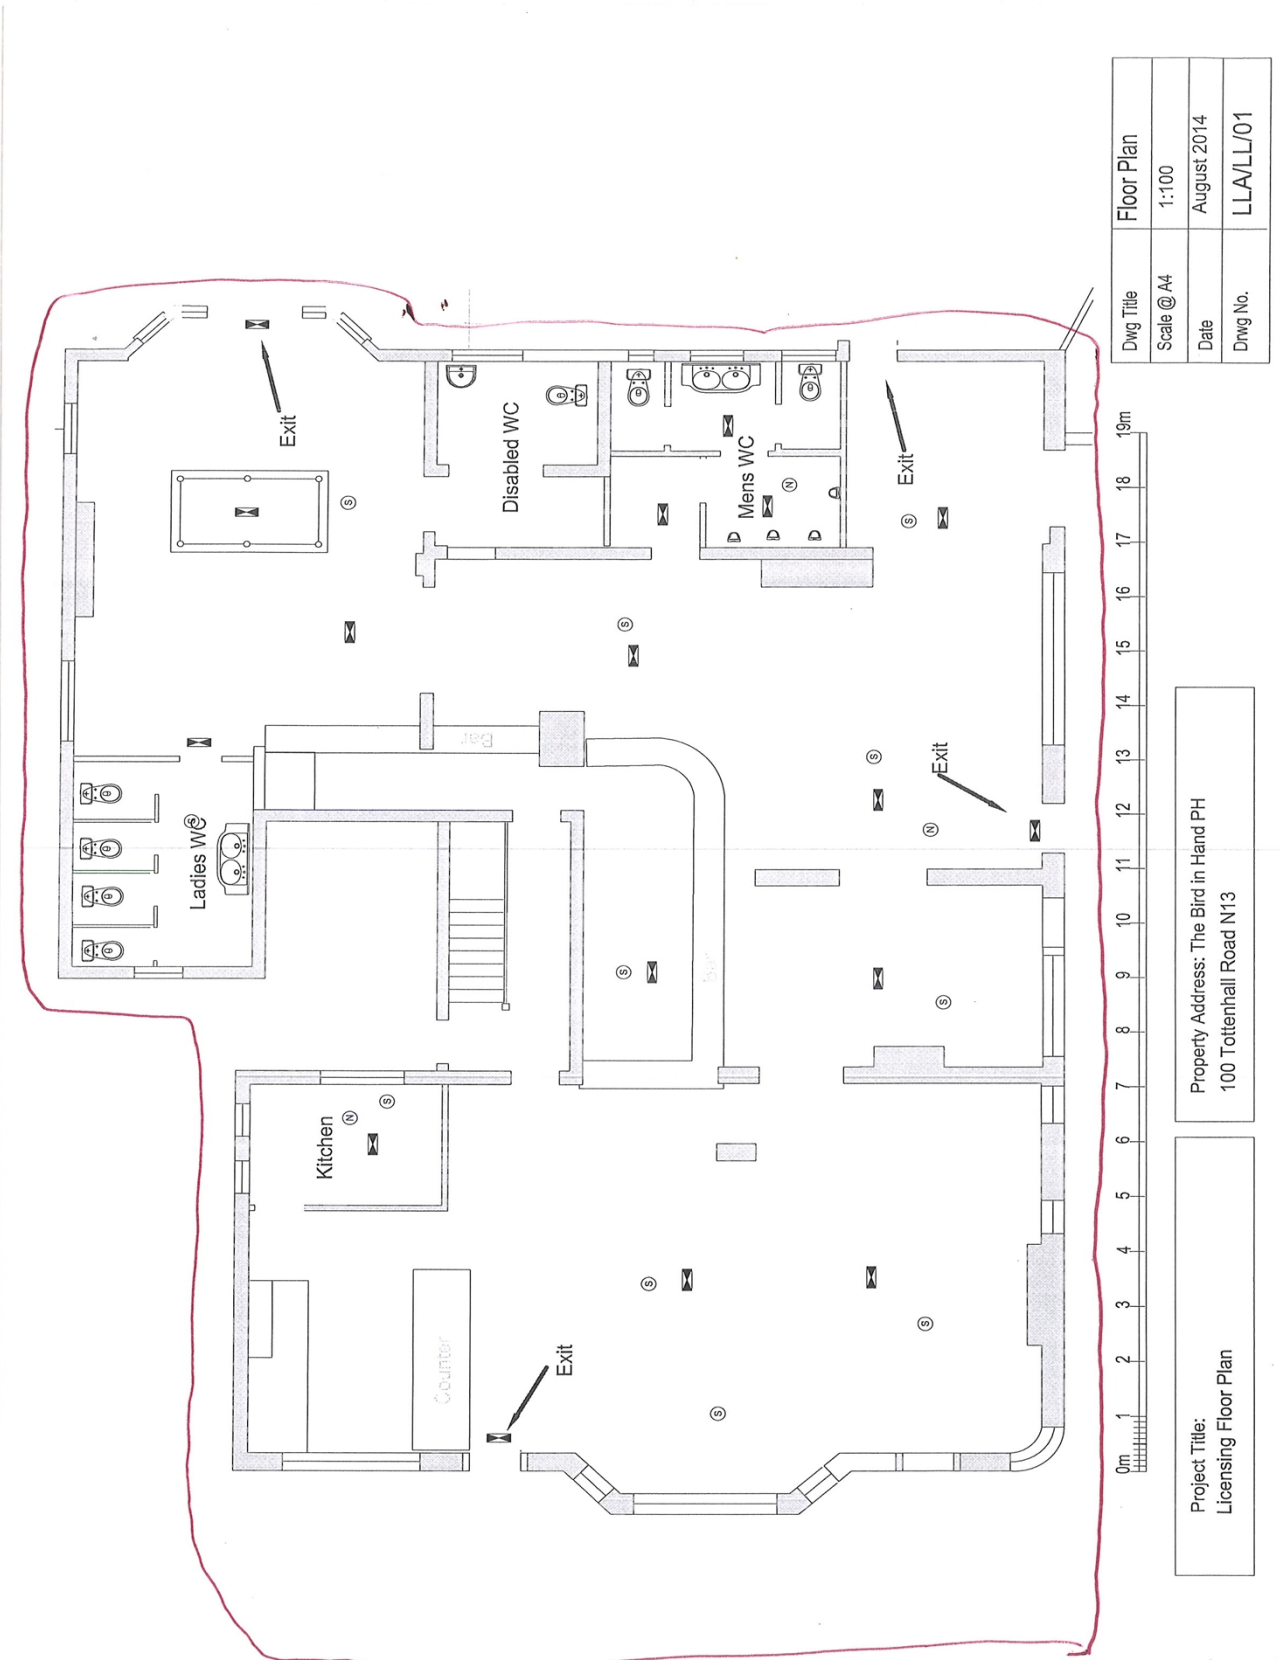 Exit
Disabled WC
Mens WC
N
S
Exit
S
S
S
Bar
Ladies WC
S
S
Exit
N
S
Bar
S
Kitchen
N
S
S
S
S
Counter
Exit
0m 1 2 3 4 5 6 7 8 9 10 11 12 13 14 15 16 17 18 19m
Project Title:
Licensing Floor Plan
Property Address: The Bird in Hand PH
100 Tottenhall Road N13
Dwg Title Floor Plan
Scale @ A4 1:100
Date August 2014
Drwg No. LLA/LL/01